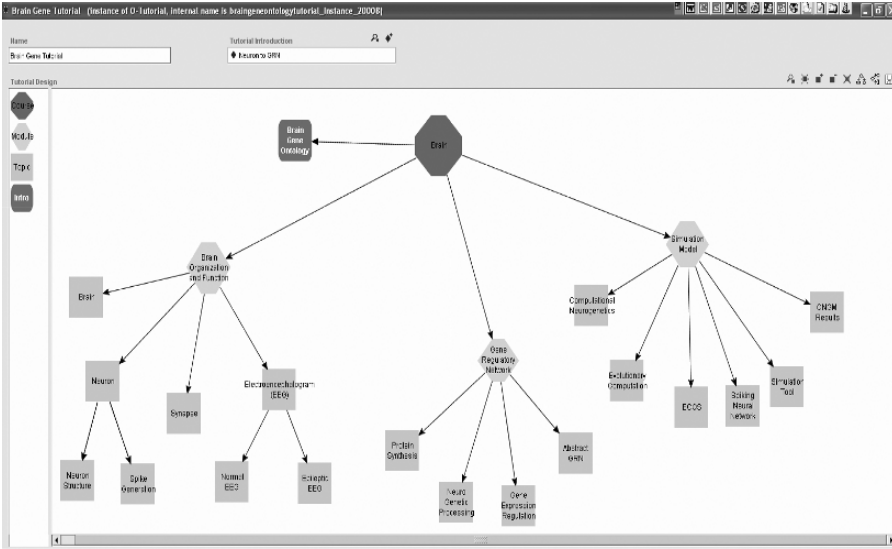 Brain Gene Tutorial (instance of O-Tutorial, internal name is braingeneontologytutorial_Instance_20008)
Name
Tutorial Introduction
Brain Gene Tutorial
Neuron to GRN
Tutorial Design
Course
Module
Topic
Intro
Brain
Gene
Ontology
Brain
Brain
Organization
and Function
Simulation
Model
Brain
Computational
Neurogenetics
CNGM
Results
Neuron
Electroencephologram
(EEG)
Synapse
Gene
Regulatory
Network
Evolutionary
Computation
ECOS
Spiking
Neural
Network
Simulation
Tool
Neuron
Structure
Spike
Generation
Normal
EEG
Epileptic
EEG
Protein
Synthesis
Abstract
GRN
Neuro
Genetic
Processing
Gene
Expression
Regulation